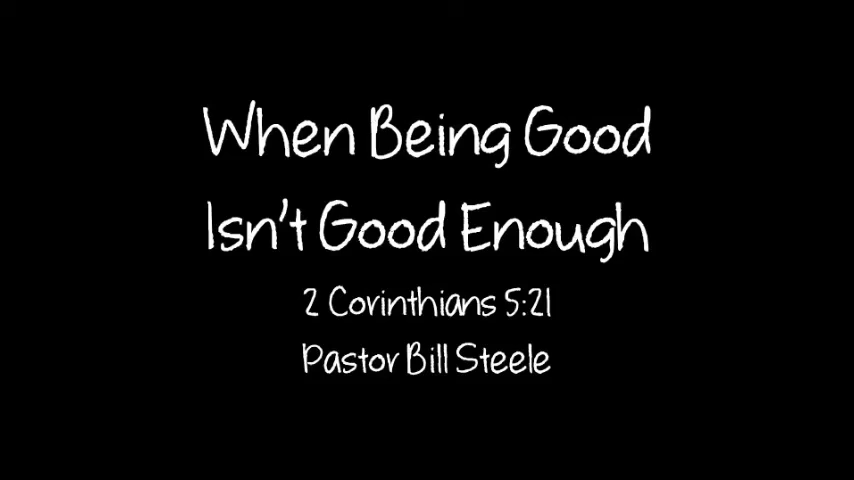 When Being Good
Isn't Good Enough
2 Corinthians 5:21
Pastor Bill Steele